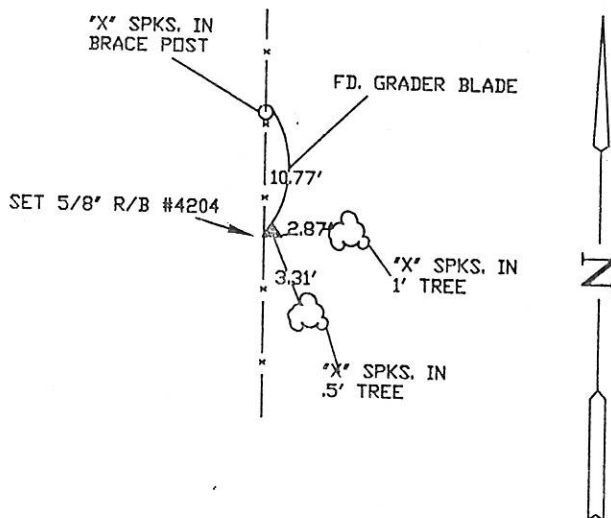 "X" SPKS. IN
BRACE POST
FD. GRADER BLADE
10.77'
SET 5/8" R/B #4204
2.87'
"X" SPKS. IN
1' TREE
3.31'
"X" SPKS. IN
.5' TREE
N